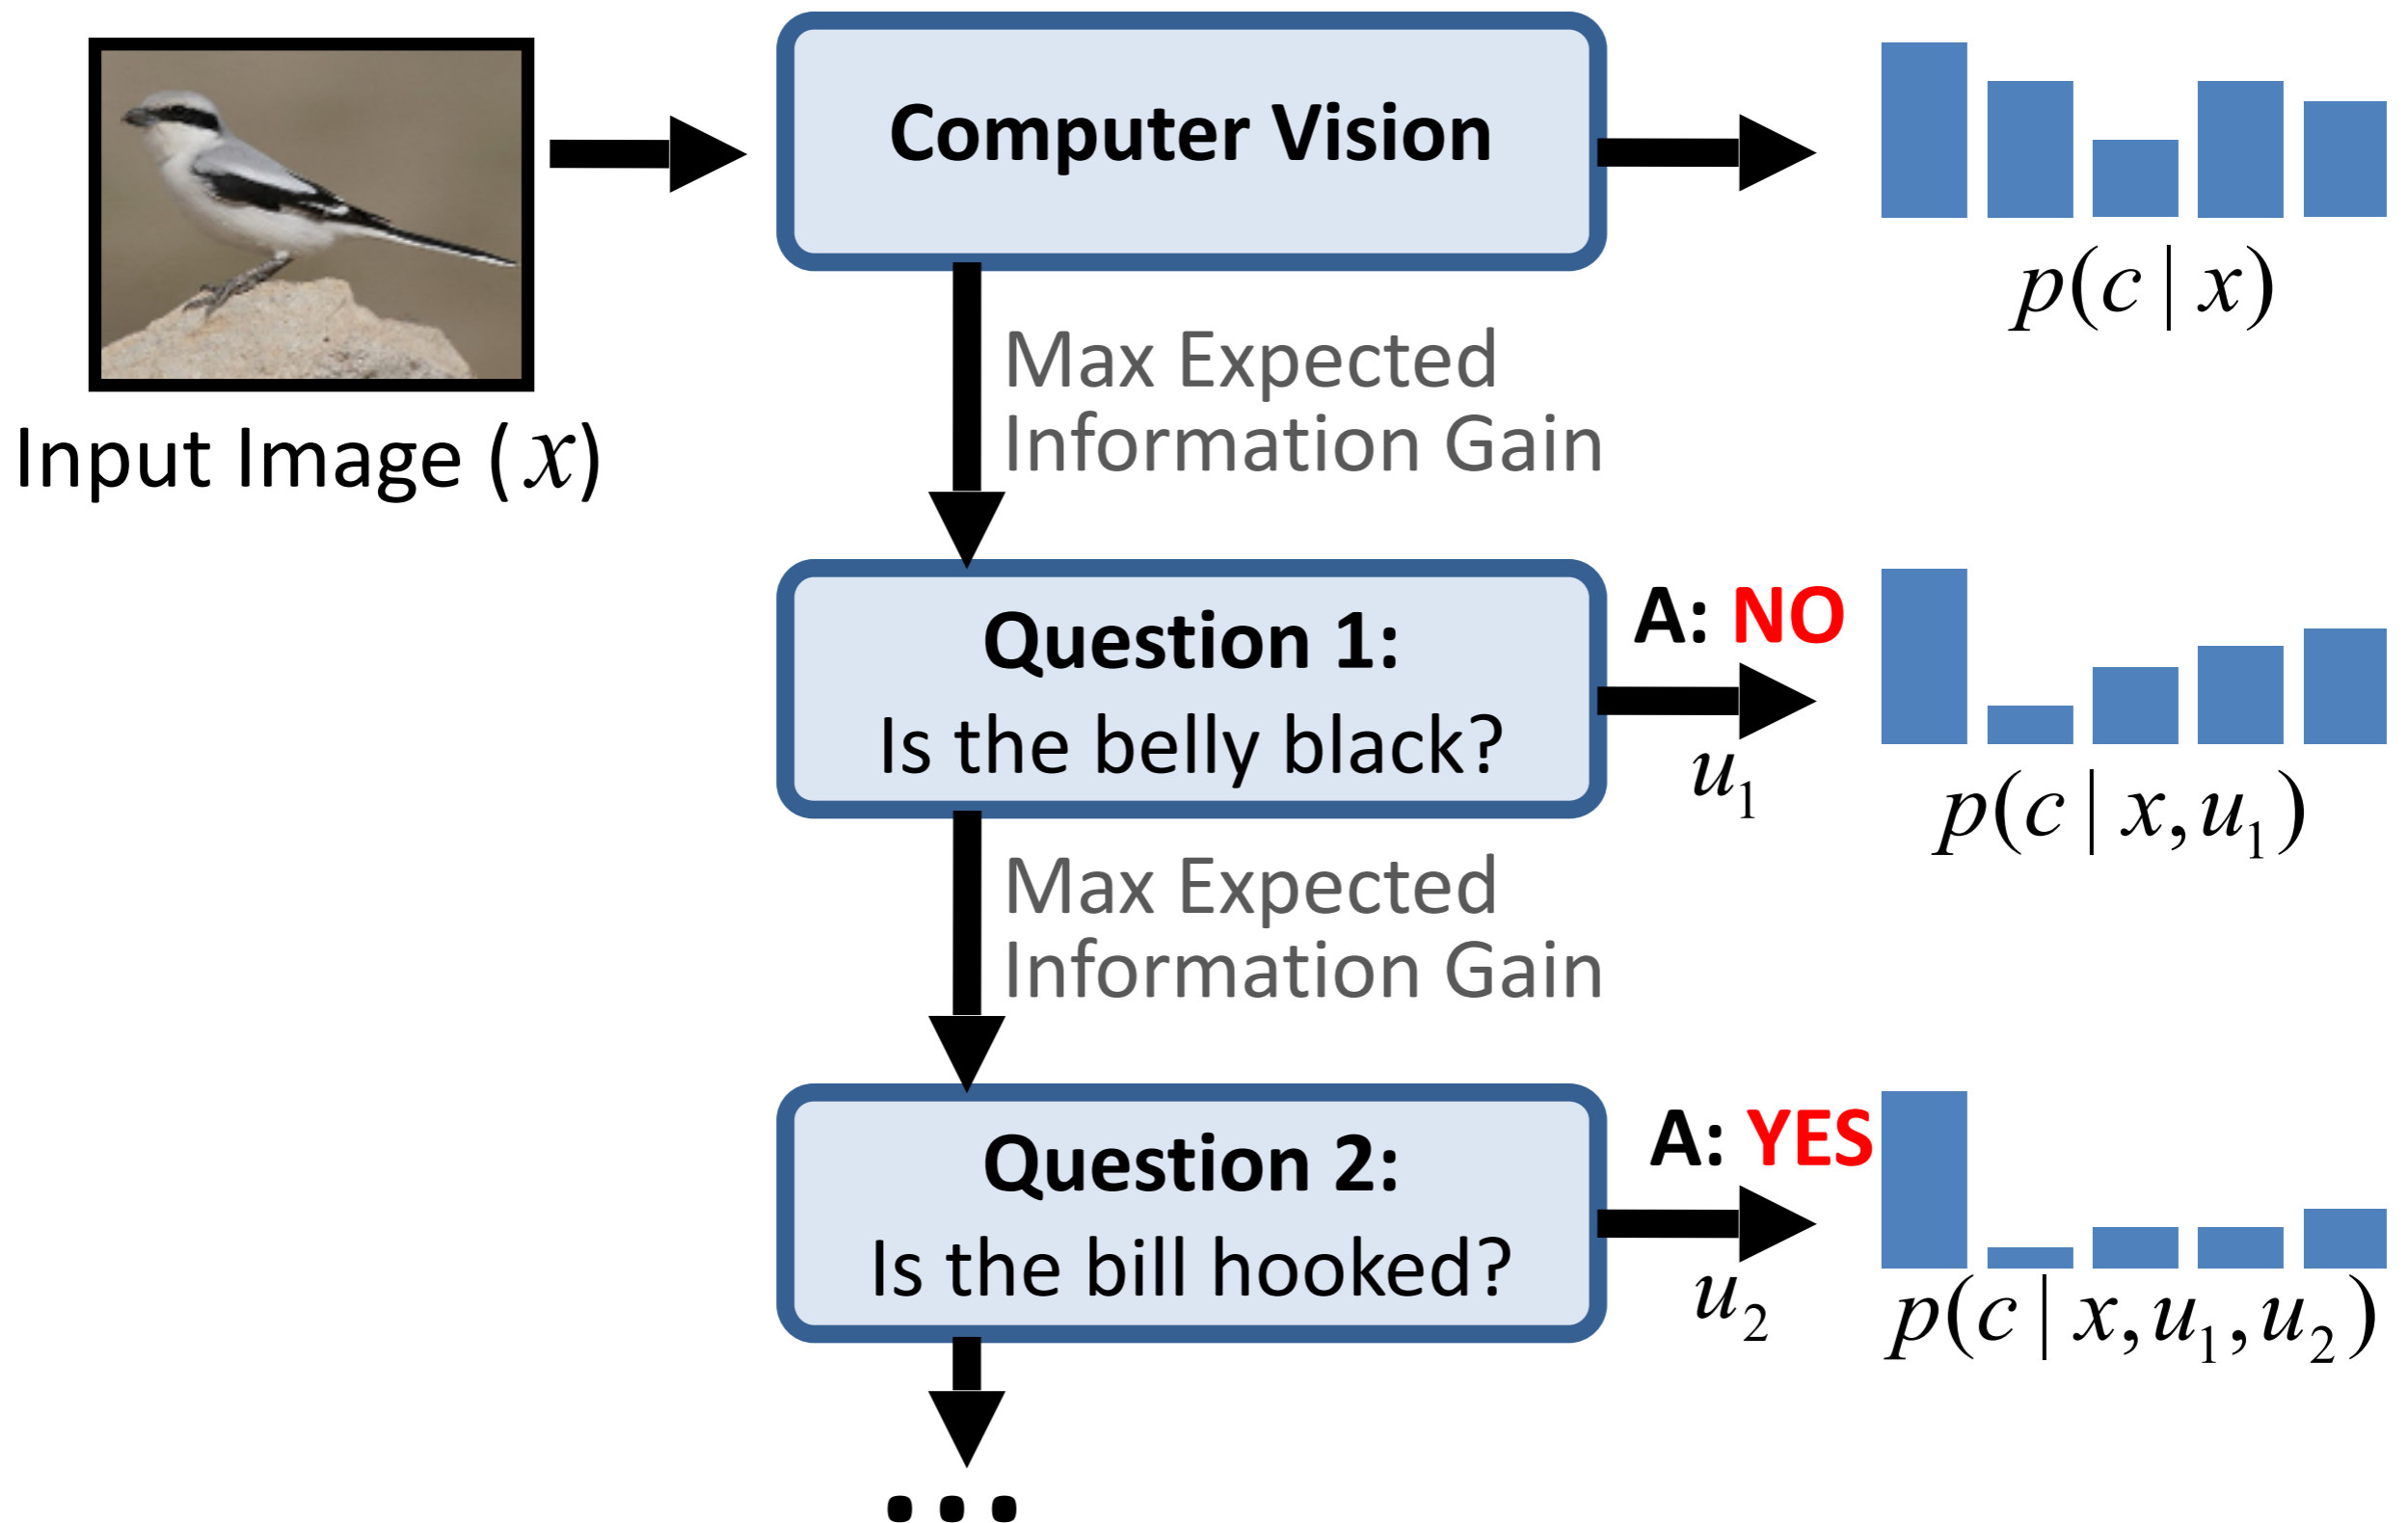 Computer Vision
Input Image (x)
p(c | x)
Max Expected
Information Gain
Question 1:
Is the belly black?
A: NO
u₁
p(c | x, u₁)
Max Expected
Information Gain
Question 2:
Is the bill hooked?
A: YES
u₂
p(c | x, u₁, u₂)
...